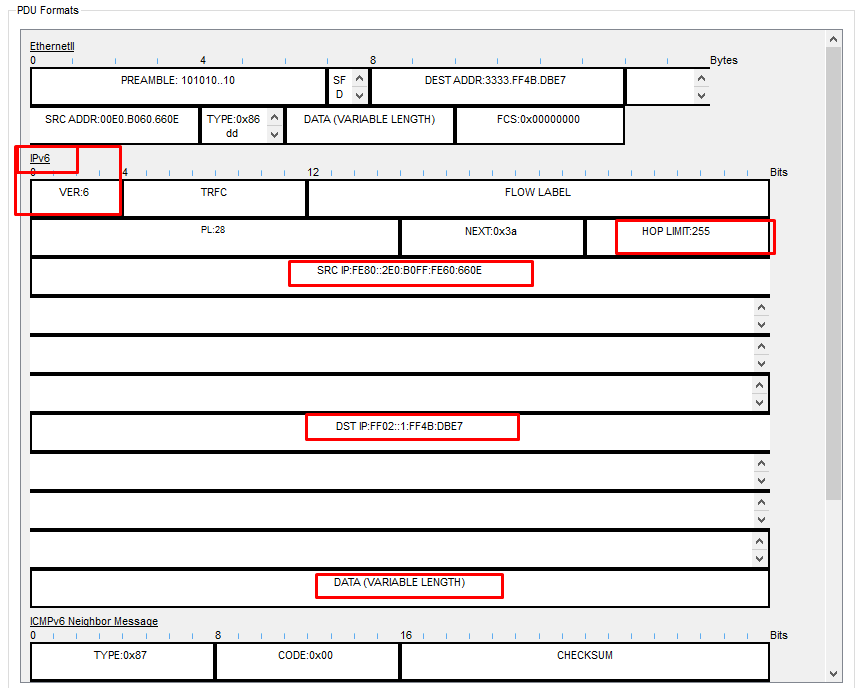 PDU Formats
EthernetII
0 4 8 Bytes
PREAMBLE: 101010..10 SF D DEST ADDR:3333.FF4B.DBE7
SRC ADDR:00E0.B060.660E TYPE:0x86 dd DATA (VARIABLE LENGTH) FCS:0x00000000
IPv6
0 4 12 Bits
VER:6 TRFC FLOW LABEL
PL:28 NEXT:0x3a HOP LIMIT:255
SRC IP:FE80::2E0:B0FF:FE60:660E
DST IP:FF02::1:FF4B:DBE7
DATA (VARIABLE LENGTH)
ICMPv6 Neighbor Message
0 8 16 Bits
TYPE:0x87 CODE:0x00 CHECKSUM